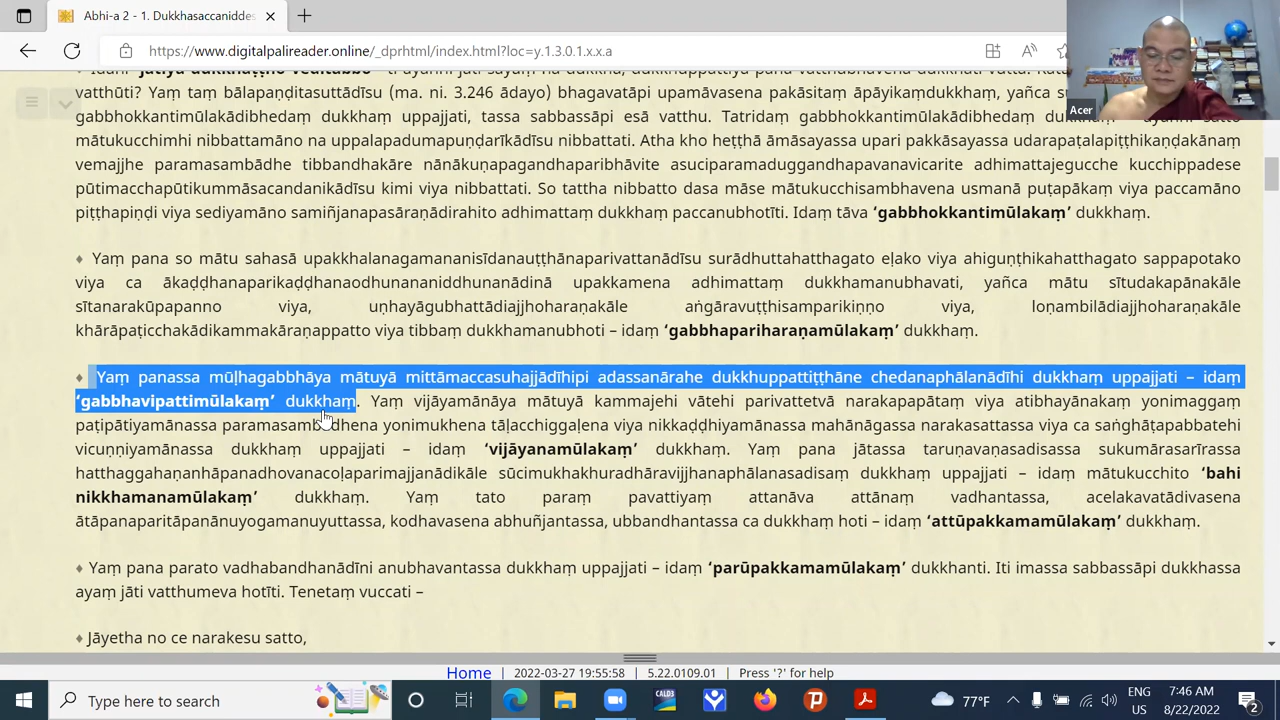 Abhi-a 2 - 1. Dukkhasaccanides
https://www.digitalpalireader.online/_dprhtml/index.html?loc=y.1.3.0.1.x.x.a
Acer
vatthūti? Yaṃ taṃ bālapaṇḍitasuttādīsu (ma. ni. 3.246 ādayo) bhagavatāpi upamāvasena pakāsitaṃ āpāyikaṃdukkhaṃ, yañca
gabbhokkantimūlakādibhedaṃ dukkhaṃ uppajjati, tassa sabbassāpi esā vatthu. Tatridaṃ gabbhokkantimūlakādibhedaṃ
mātukucchimhi nibbattamāno na uppalapadumapuṇḍarīkādīsu nibbattati. Atha kho heṭṭhā āmāsayassa upari pakkāsayassa udarapaṭalapiṭṭhikaṇḍakānaṃ
vemajjhe paramasambādhe tibbandhakāre nānākuṇapagandhaparibhāvite asuciparamaduggandhapavanavicarite adhimattajegucche kucchippadese
pūtimacchapūtikummāsacandanikādīsu kimi viya nibbattati. So tattha nibbatto dasa māse mātukucchisambhavena usmanā puṭapākaṃ viya paccamāno
piṭṭhapiṇḍi viya sediyamāno samiñjanapasāraṇādirahito adhimattaṃ dukkhaṃ paccanubhotīti. Idaṃ tāva ‘gabbhokkantimūlakaṃ’ dukkhaṃ.
♦ Yaṃ pana so mātu sahasā upakkhalanagamananisīdanauṭṭhānaparivattanādīsu surādhuttahatthagato eḷako viya ahiguṇṭhikahatthagato sappapotako
viya ca ākaḍḍhanaparikaḍḍhanaodhunananiddhunanādinā upakkamena adhimattaṃ dukkhamanubhavati, yañca mātu sītudakapānakāle
sītanarakūpapanno viya, uṇhayāgubhattādiajjhoharaṇakāle aṅgāravuṭṭhisamparikiṇṇo viya, loṇambilādiajjhoharaṇakāle
khārāpaṭicchakādikammakāraṇappatto viya tibbaṃ dukkhamanubhoti – idaṃ ‘gabbhapariharaṇamūlakaṃ’ dukkhaṃ.
♦ Yaṃ panassa mūḷhagabbhāya mātuyā mittāmaccasuhajjādīhipi adassanārahe dukkhuppattiṭṭhāne chedanaphālanādīhi dukkhaṃ uppajjati – idaṃ
‘gabbhavipattimūlakaṃ’ dukkhaṃ. Yaṃ vijāyamānāya mātuyā kammajehi vātehi parivattetvā narakapapātaṃ viya atibhayānakaṃ yonimaggaṃ
paṭipātiyamānassa paramasambādhena yonimukhena tāḷacchiggaḷena viya nikkaḍḍhiyamānassa mahānāgassa narakasattassa viya ca saṅghāṭapabbatehi
vicuṇṇiyamānassa dukkhaṃ uppajjati – idaṃ ‘vijāyanamūlakaṃ’ dukkhaṃ. Yaṃ pana jātassa taruṇavaṇasadisassa sukumārasarīrassa
hatthaggahaṇanhāpanadhovanacoḷaparimajjanādikāle sūcimukhakhuradhāravijjhanaphālanasadisaṃ dukkhaṃ uppajjati – idaṃ mātukucchito ‘bahi
nikkhamanamūlakaṃ’ dukkhaṃ. Yaṃ tato paraṃ pavattiyaṃ attanāva attānaṃ vadhantassa, acelakavatādivasena
ātāpanaparitāpanānuyogamanuyuttassa, kodhavasena abhuñjantassa, ubbandhantassa ca dukkhaṃ hoti – idaṃ ‘attūpakkamamūlakaṃ’ dukkhaṃ.
♦ Yaṃ pana parato vadhabandhanādīni anubhavantassa dukkhaṃ uppajjati – idaṃ ‘parūpakkamamūlakaṃ’ dukkhanti. Iti imassa sabbassāpi dukkhassa
ayaṃ jāti vatthumeva hotīti. Tenetaṃ vuccati –
♦ Jāyetha no ce narakesu satto,
Home | 2022-03-27 19:55:58 | 5.22.0109.01 | Press '?' for help
Type here to search
CALD3
77°F
ENG
US
7:46 AM
8/22/2022
2